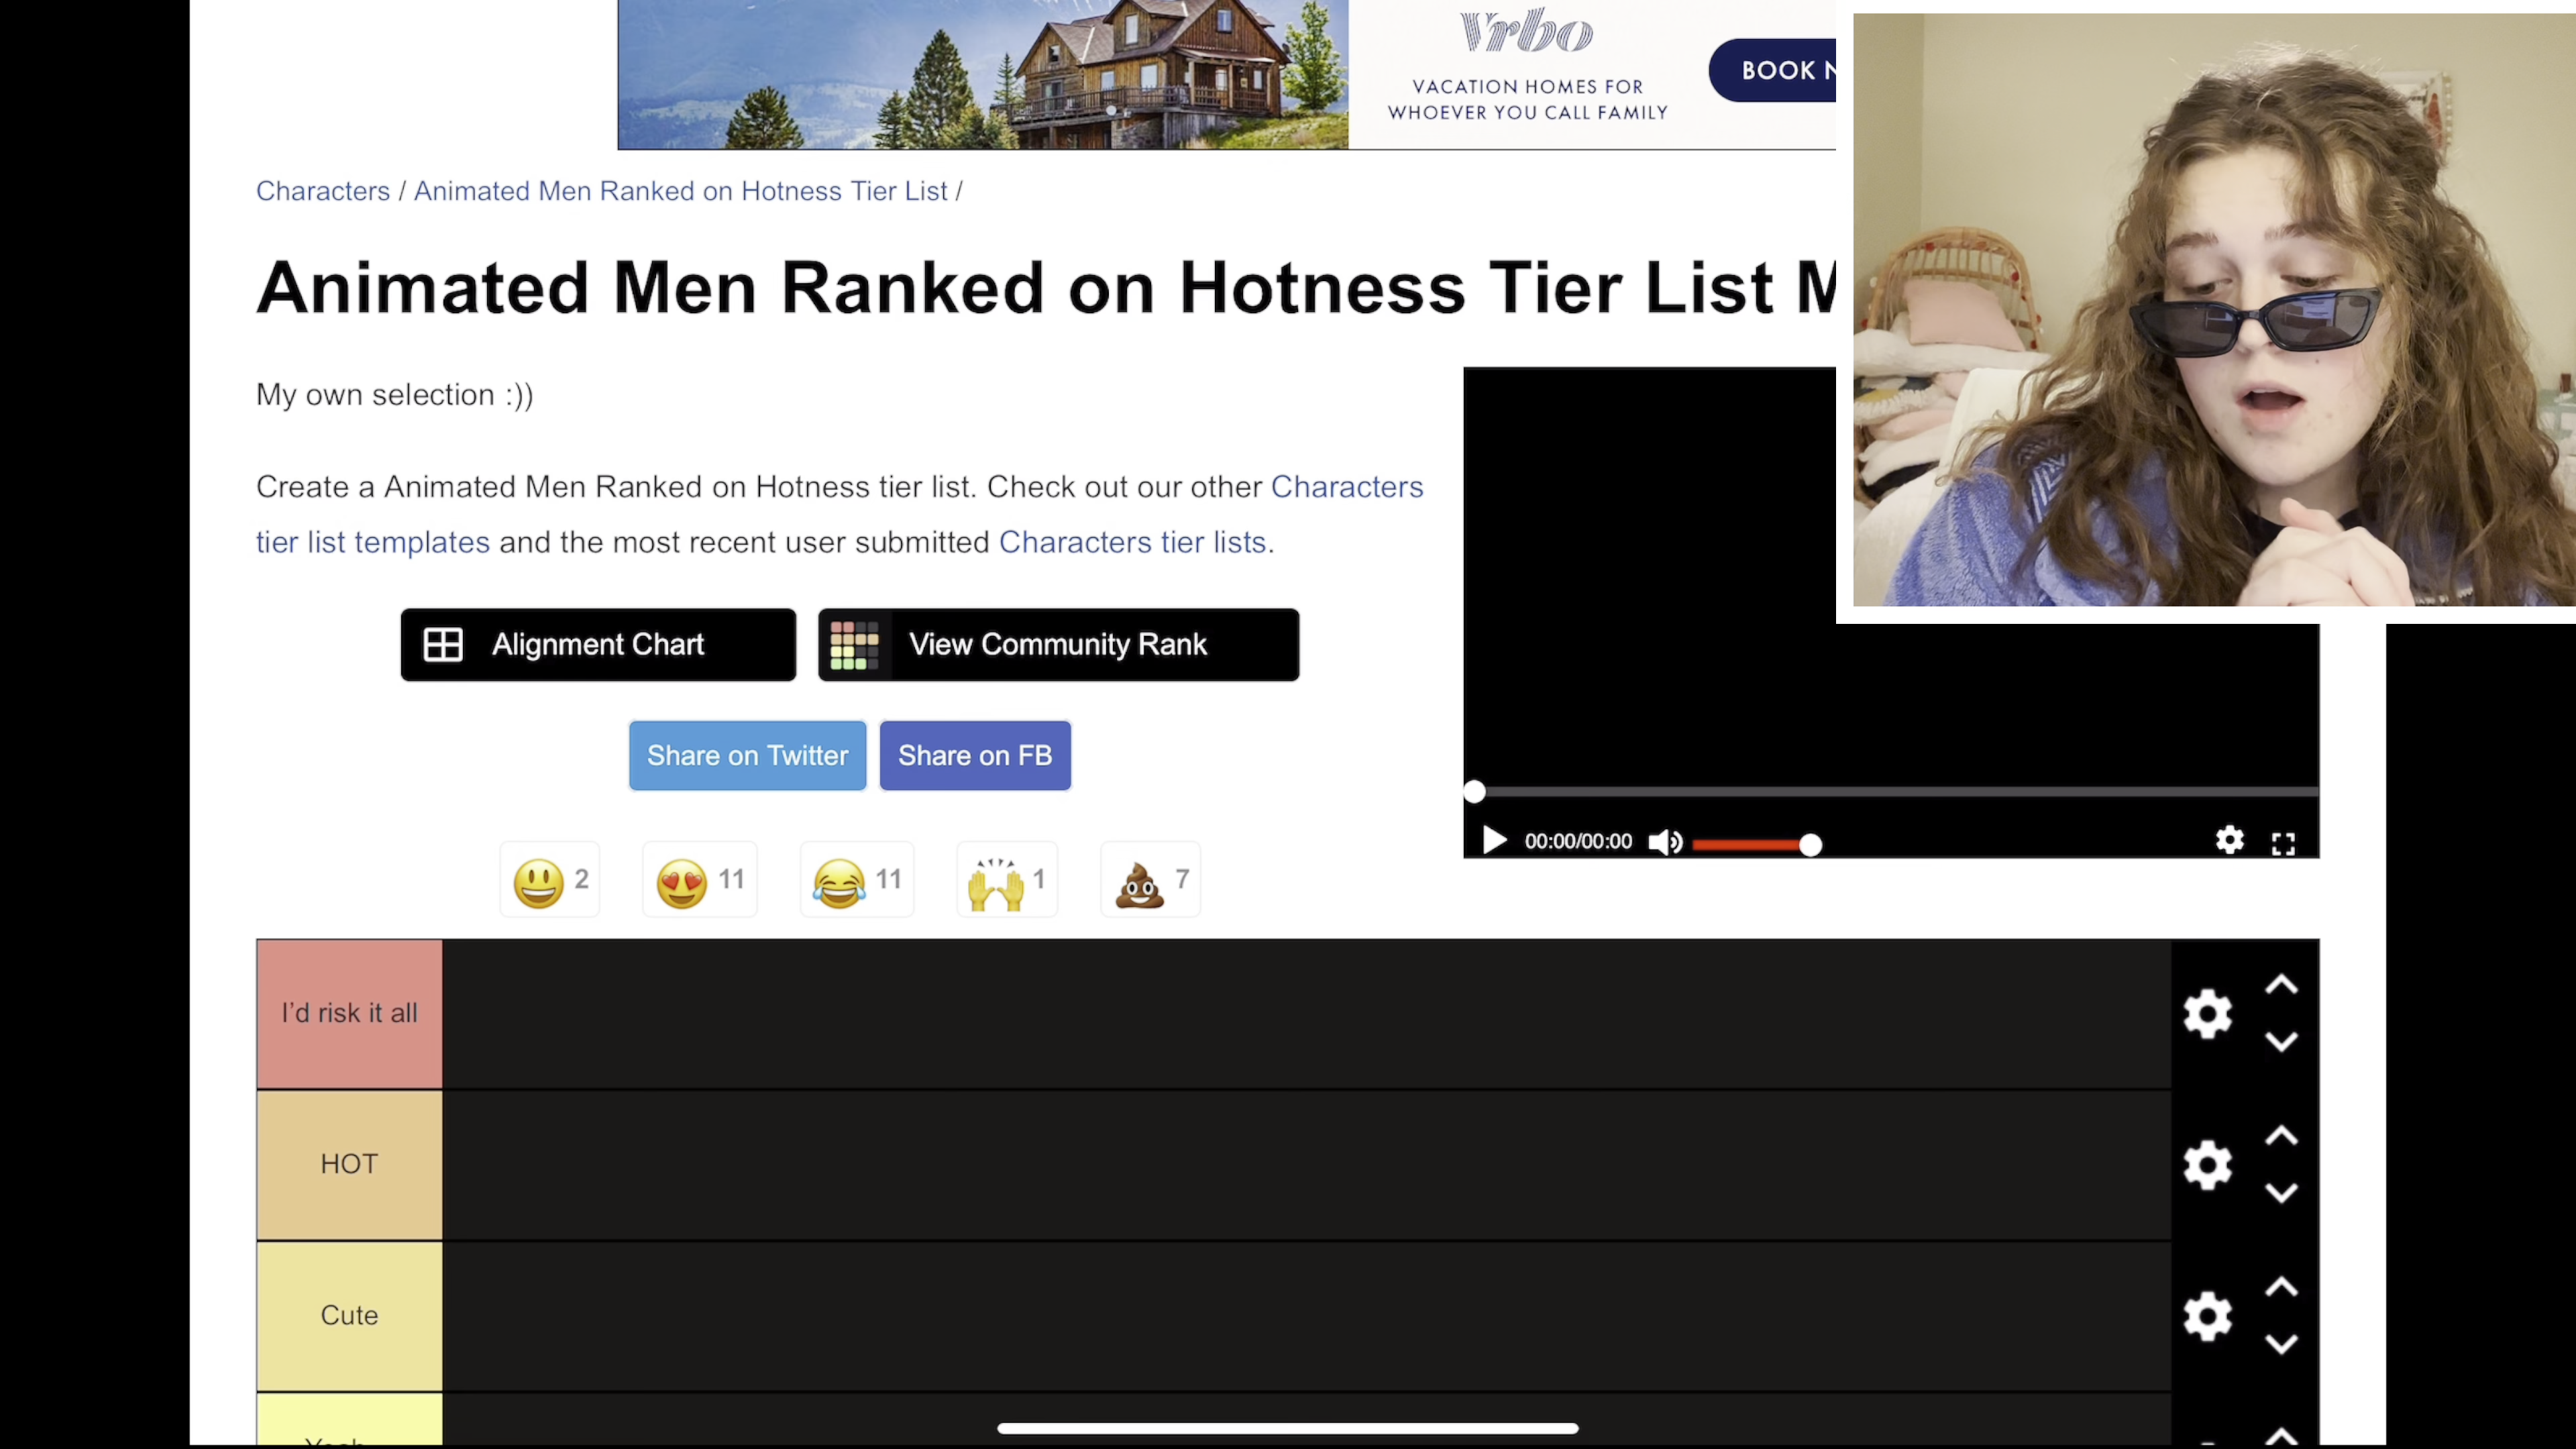 Vrbo
VACATION HOMES FOR
WHOEVER YOU CALL FAMILY
BOOK
Characters / Animated Men Ranked on Hotness Tier List /
Animated Men Ranked on Hotness Tier List
My own selection :))
Create a Animated Men Ranked on Hotness tier list. Check out our other Characters
tier list templates and the most recent user submitted Characters tier lists.
Alignment Chart
View Community Rank
Share on Twitter
Share on FB
00:00/00:00
2
11
11
1
7
I'd risk it all
HOT
Cute